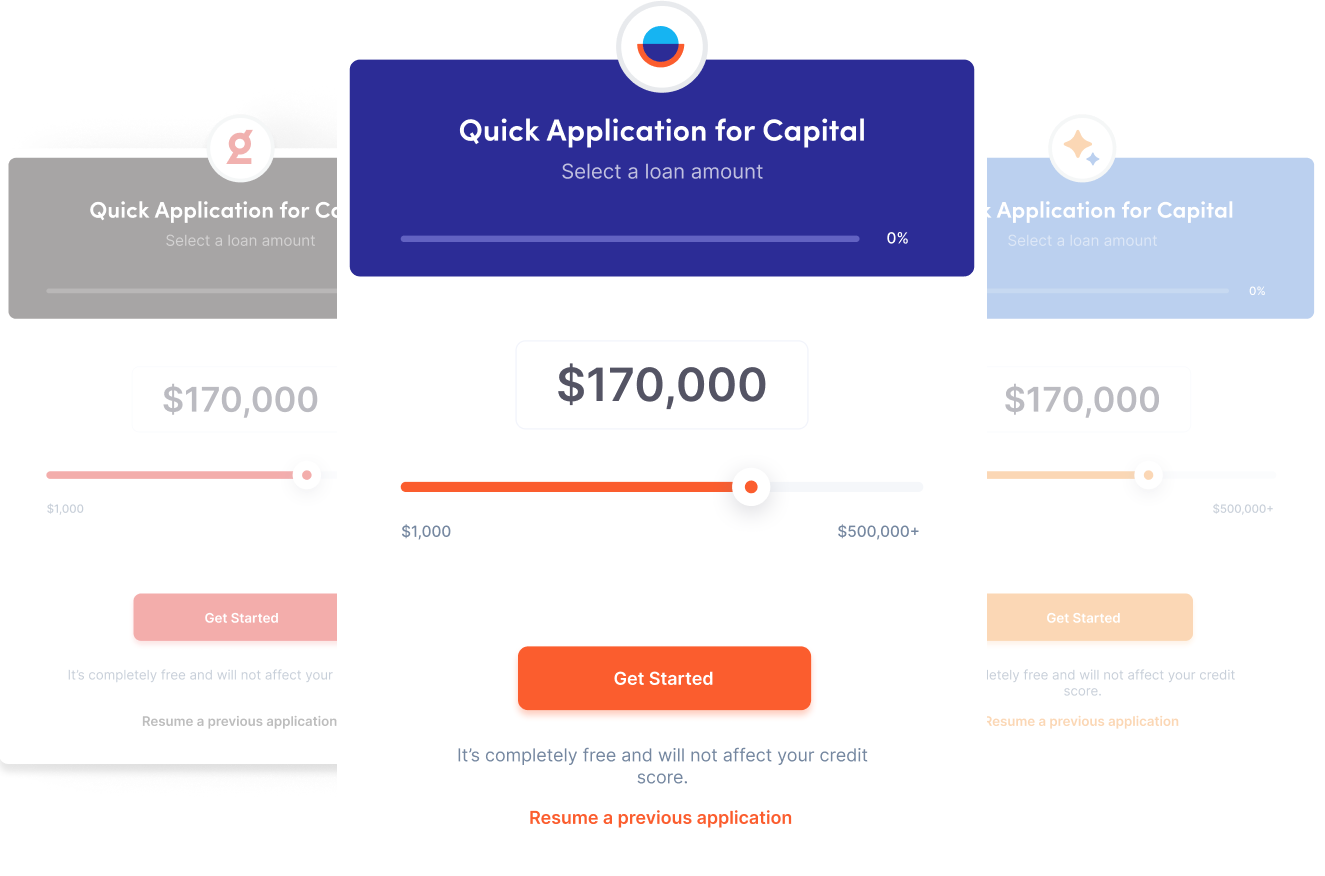 Quick Application for Capital
Select a loan amount
0%
$170,000
$1,000
$500,000+
Get Started
It's completely free and will not affect your credit
score.
Resume a previous application
Quick Application for
Select a loan amount
$170,000
$1,000
Get Started
It's completely free and will not affect your
Resume a previous application
Application for Capital
Select a loan amount
0%
$170,000
$500,000+
Get Started
free and will not affect your credit
score.
Resume a previous application